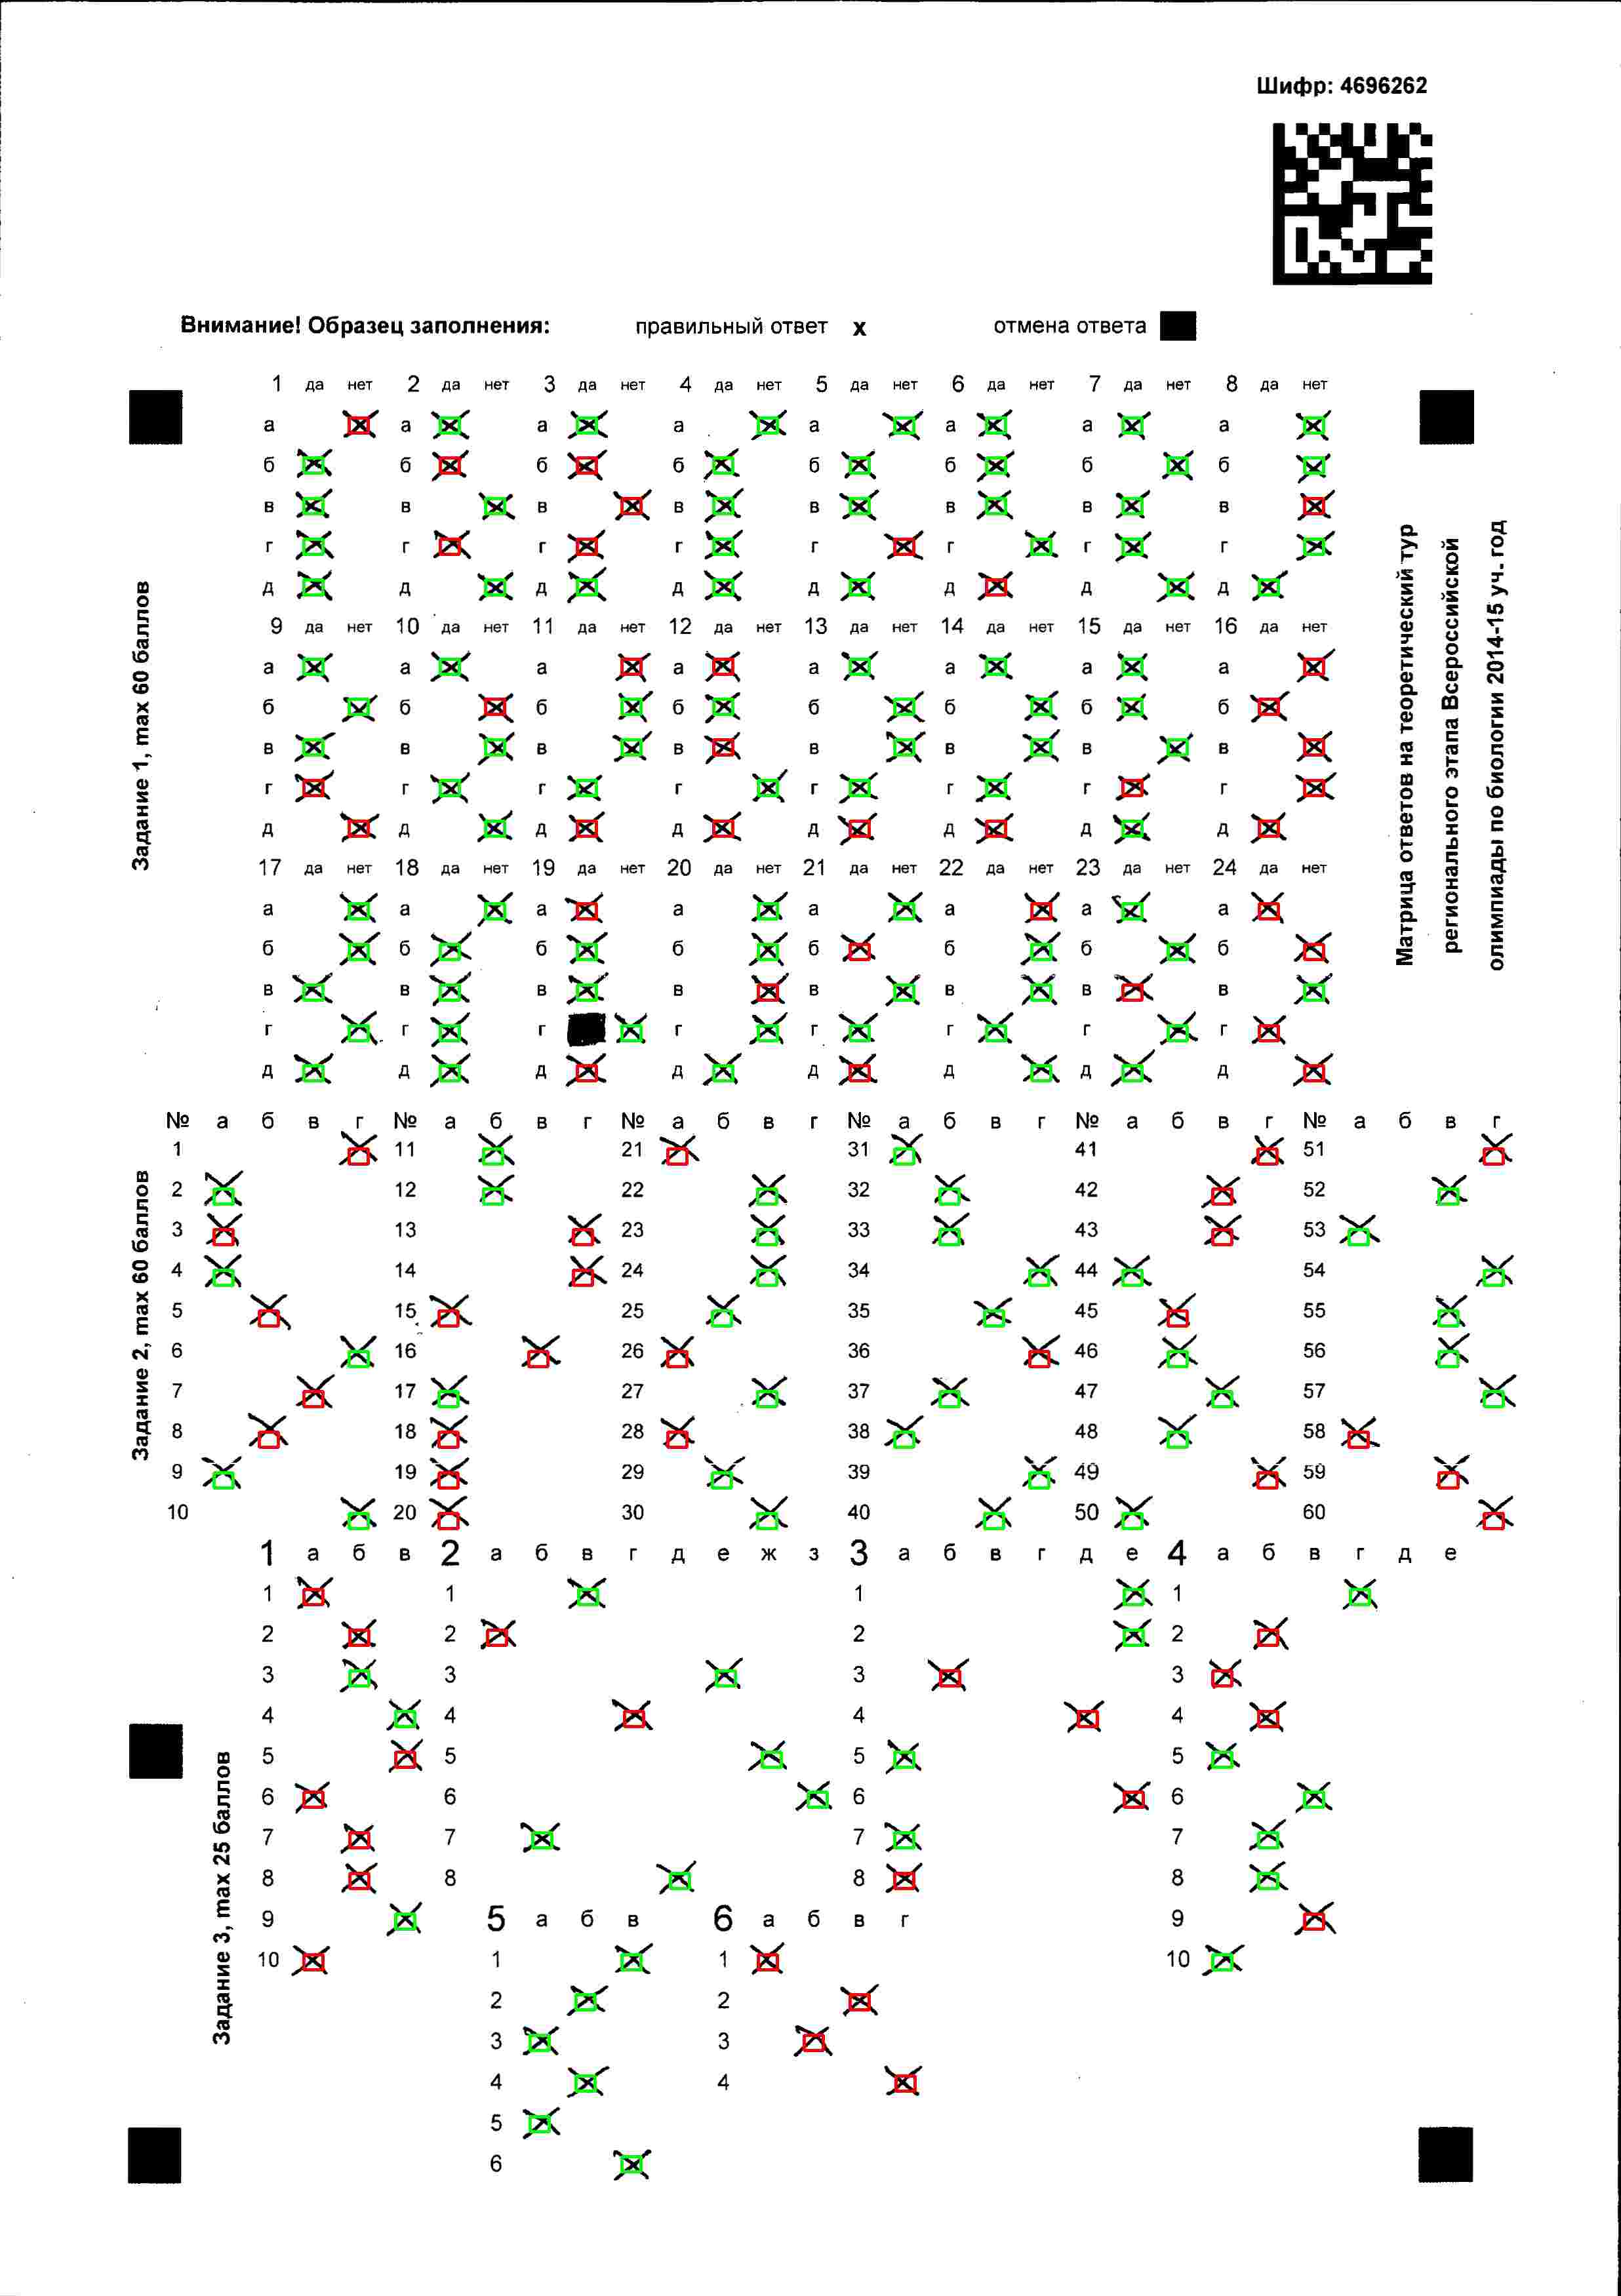 Шифр: 4696262
Внимание! Образец заполнения: правильный ответ х отмена ответа
Задание 1, max 60 баллов
1 да нет 2 да нет 3 да нет 4 да нет 5 да нет 6 да нет 7 да нет 8 да нет
а а а а а а а а
б б б б б б б б
в в в в в в в в
г г г г г г г г
д д д д д д д д
9 да нет 10 да нет 11 да нет 12 да нет 13 да нет 14 да нет 15 да нет 16 да нет
а а а а а а а а
б б б б б б б б
в в в в в в в в
г г г г г г г г
д д д д д д д д
17 да нет 18 да нет 19 да нет 20 да нет 21 да нет 22 да нет 23 да нет 24 да нет
а а а а а а а а
б б б б б б б б
в в в в в в в в
г г г г г г г г
д д д д д д д д
Матрица ответов на теоретический тур
регионального этапа Всероссийской
олимпиады по биологии 2014-15 уч. год
Задание 2, max 60 баллов
№ а б в г № а б в г № а б в г № а б в г № а б в г № а б в г
1 11 21 31 41 51
2 12 22 32 42 52
3 13 23 33 43 53
4 14 24 34 44 54
5 15 25 35 45 55
6 16 26 36 46 56
7 17 27 37 47 57
8 18 28 38 48 58
9 19 29 39 49 59
10 20 30 40 50 60
Задание 3, max 25 баллов
1 а б в 2 а б в г д е ж з 3 а б в г д е 4 а б в г д е
1 1 1 1
2 2 2 2
3 3 3 3
4 4 4 4
5 5 5 5
6 6 6 6
7 7 7 7
8 8 8 8
9 5 а б в 6 а б в г 9
10 1 1 10
2 2
3 3
4 4
5
6